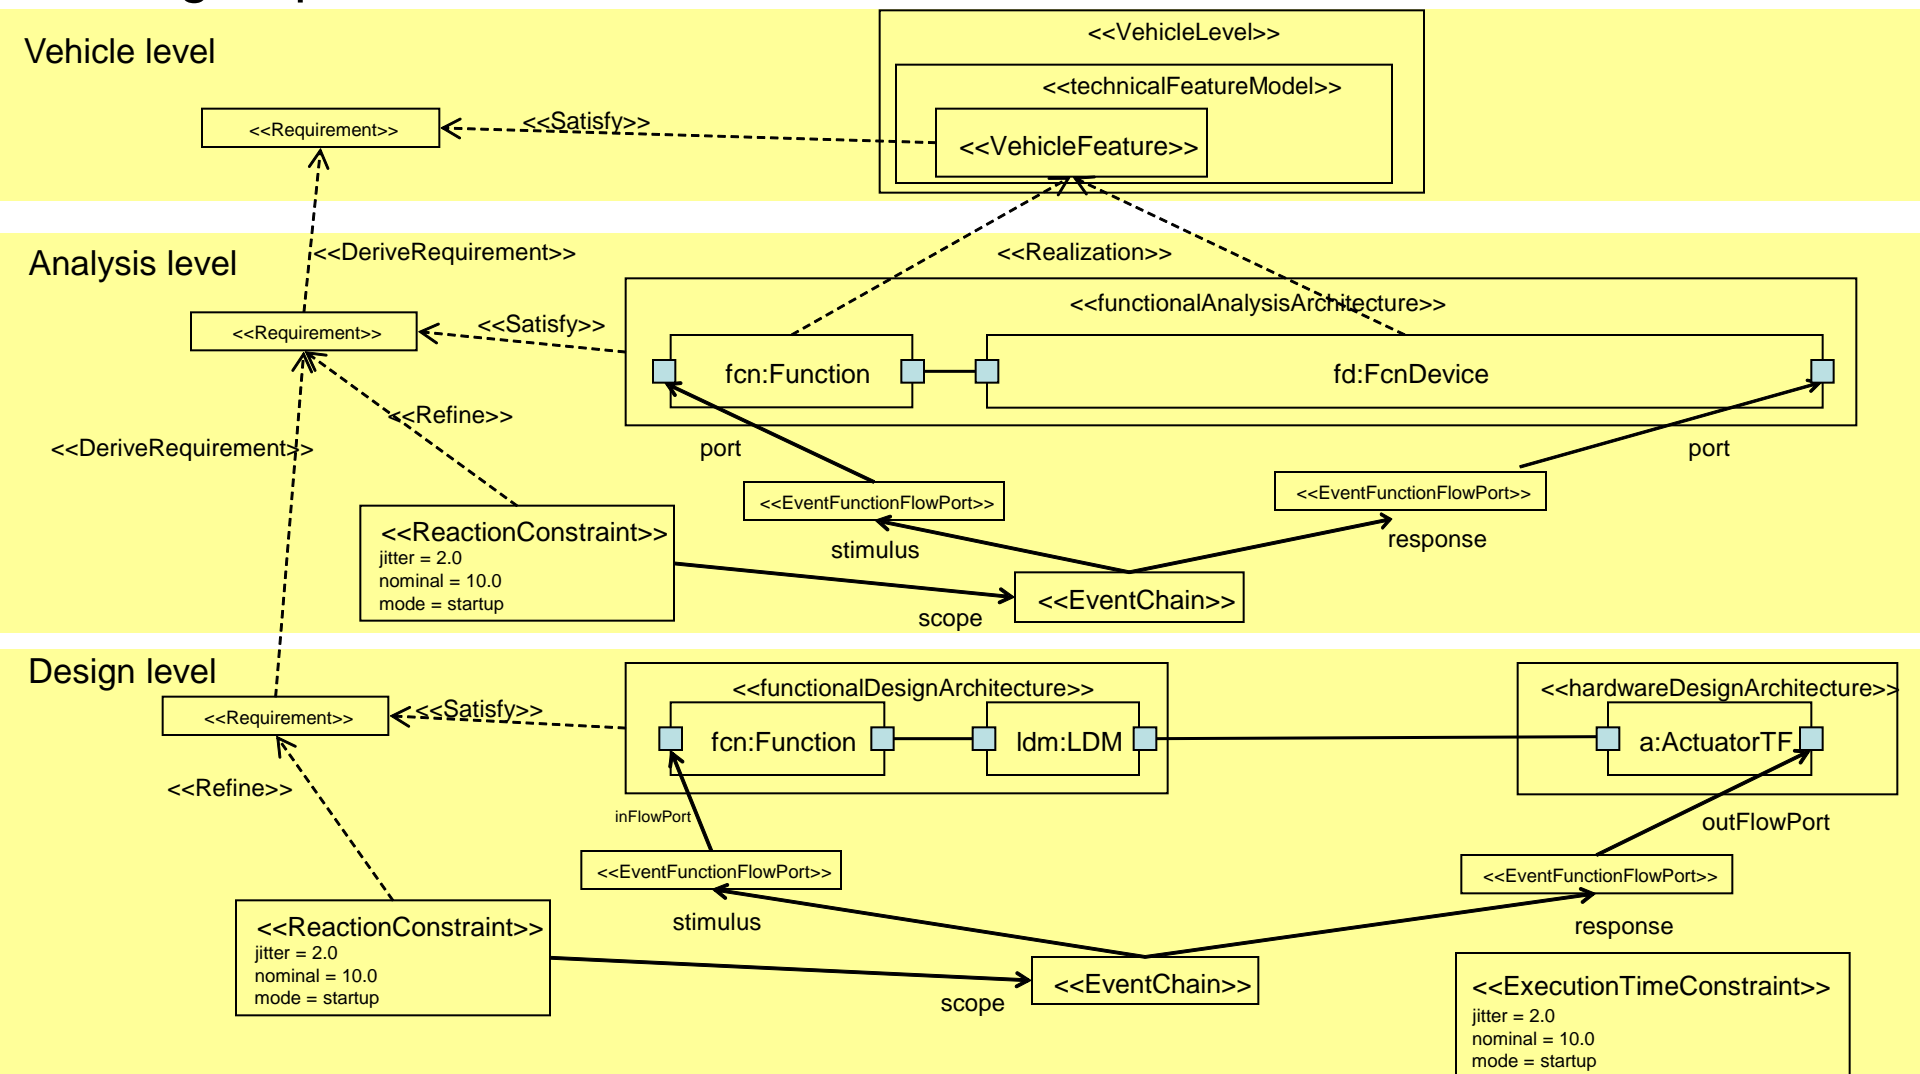 Vehicle level
<<VehicleLevel>>
<<technicalFeatureModel>>
<<Requirement>>
<<Satisfy>>
<<VehicleFeature>>
Analysis level
<<DeriveRequirement>>
<<Realization>>
<<functionalAnalysisArchitecture>>
<<Requirement>>
<<Satisfy>>
fcn:Function
fd:FcnDevice
<<Refine>>
<<DeriveRequirement>>
port
port
<<EventFunctionFlowPort>>
<<EventFunctionFlowPort>>
<<ReactionConstraint>>
jitter = 2.0
nominal = 10.0
mode = startup
stimulus
response
<<EventChain>>
scope
Design level
<<functionalDesignArchitecture>>
<<hardwareDesignArchitecture>>
<<Requirement>>
<<Satisfy>>
fcn:Function
ldm:LDM
a:ActuatorTF
<<Refine>>
inFlowPort
outFlowPort
<<EventFunctionFlowPort>>
<<EventFunctionFlowPort>>
<<ReactionConstraint>>
jitter = 2.0
nominal = 10.0
mode = startup
stimulus
response
<<EventChain>>
scope
<<ExecutionTimeConstraint>>
jitter = 2.0
nominal = 10.0
mode = startup